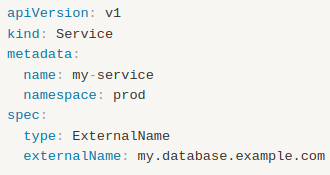 apiVersion: v1
kind: Service
metadata:
  name: my-service
  namespace: prod
spec:
  type: ExternalName
  externalName: my.database.example.com